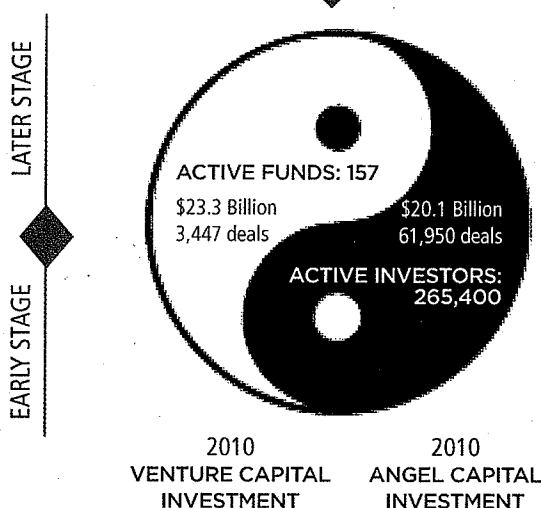 LATER STAGE
EARLY STAGE
ACTIVE FUNDS: 157
$23.3 Billion
3,447 deals
$20.1 Billion
61,950 deals
ACTIVE INVESTORS:
265,400
2010
VENTURE CAPITAL
INVESTMENT
2010
ANGEL CAPITAL
INVESTMENT